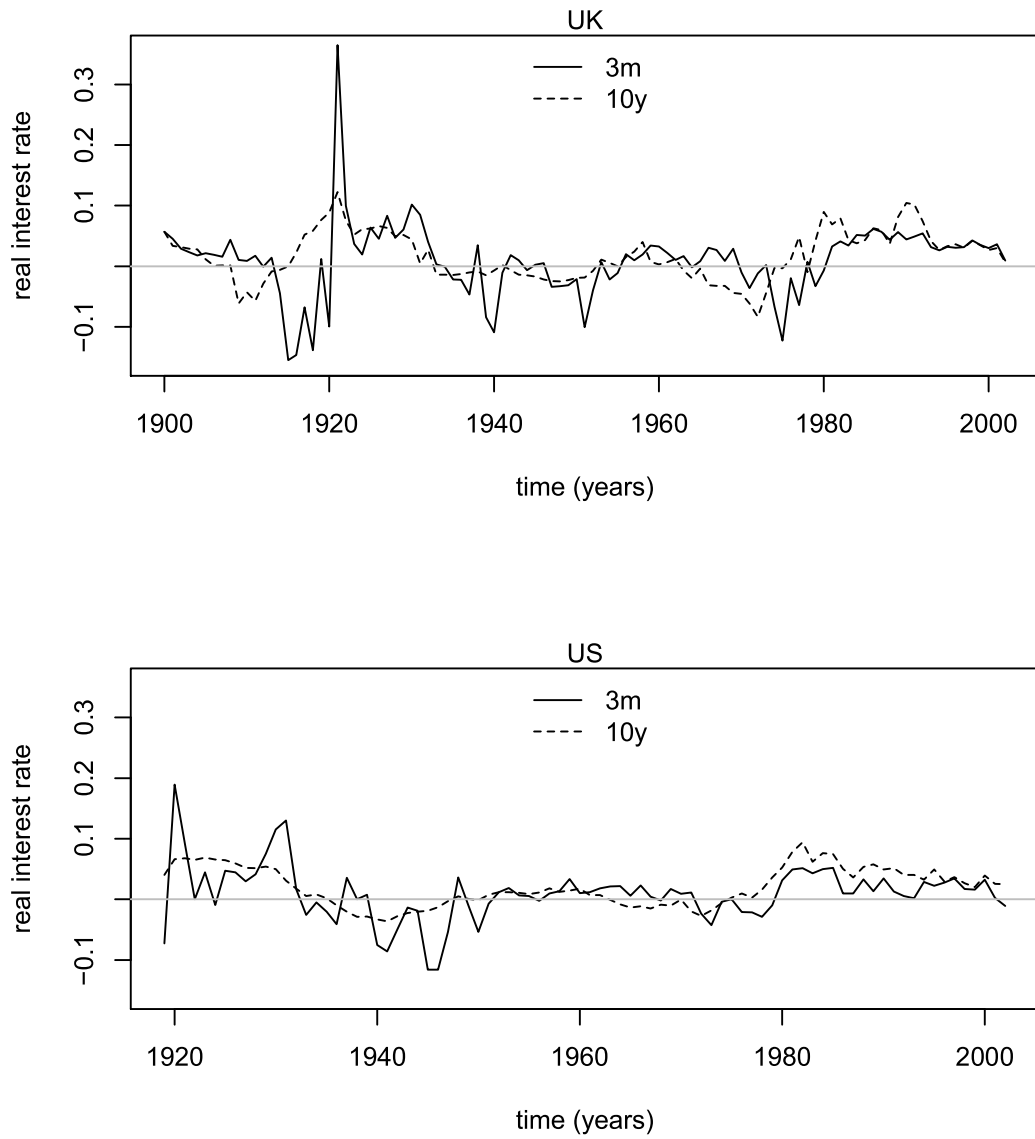 UK
3m
10y
real interest rate
0.3
0.2
0.1
−0.1
1900 1920 1940 1960 1980 2000
time (years)
US
3m
10y
real interest rate
0.3
0.2
0.1
−0.1
1920 1940 1960 1980 2000
time (years)